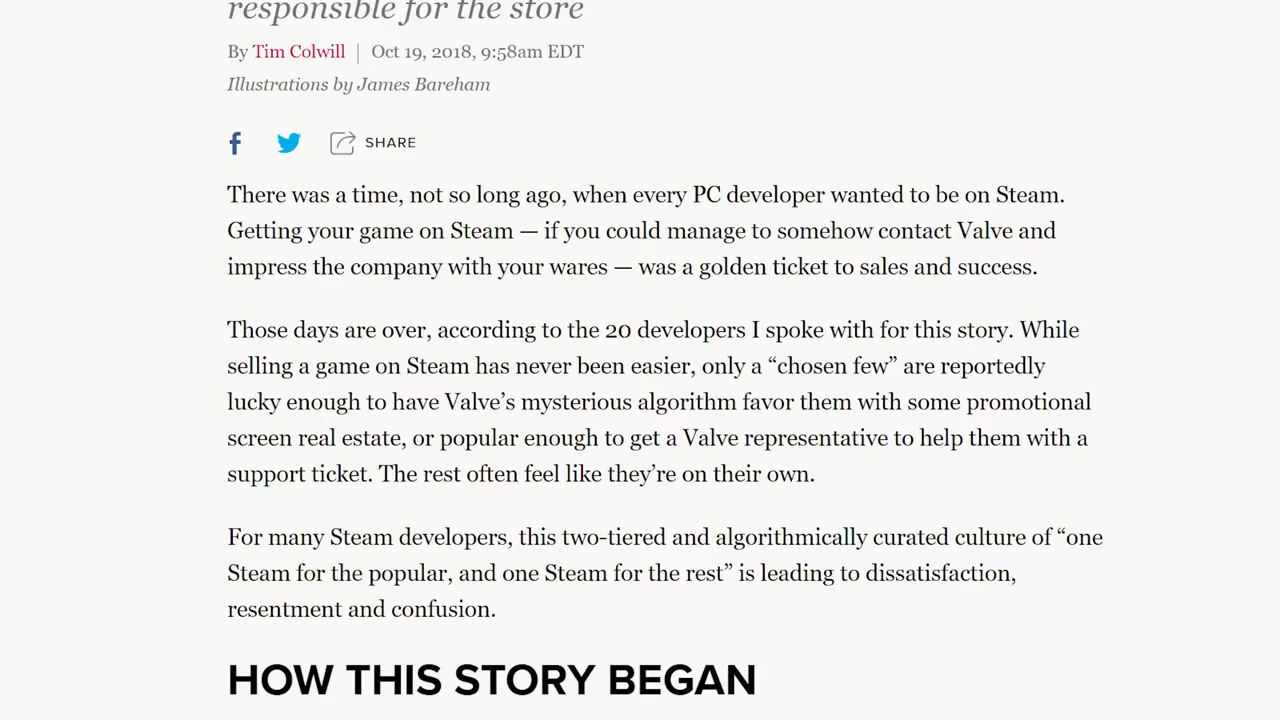 responsible for the store
By Tim Colwill | Oct 19, 2018, 9:58am EDT
Illustrations by James Bareham
SHARE
There was a time, not so long ago, when every PC developer wanted to be on Steam.
Getting your game on Steam — if you could manage to somehow contact Valve and
impress the company with your wares — was a golden ticket to sales and success.
Those days are over, according to the 20 developers I spoke with for this story. While
selling a game on Steam has never been easier, only a “chosen few” are reportedly
lucky enough to have Valve’s mysterious algorithm favor them with some promotional
screen real estate, or popular enough to get a Valve representative to help them with a
support ticket. The rest often feel like they’re on their own.
For many Steam developers, this two-tiered and algorithmically curated culture of “one
Steam for the popular, and one Steam for the rest” is leading to dissatisfaction,
resentment and confusion.
HOW THIS STORY BEGAN